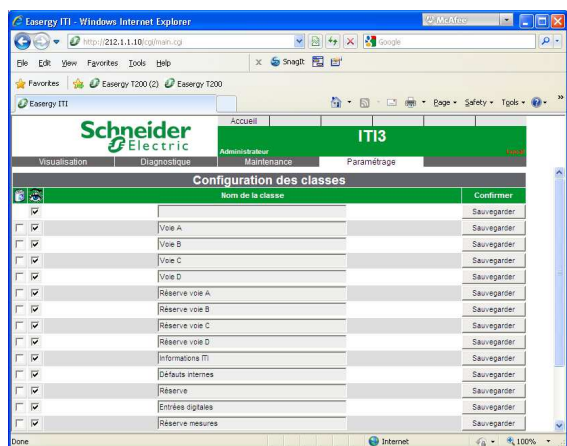 Easergy ITI - Windows Internet Explorer
McAfee
http://212.1.1.10/cgi/main.cgi
Google
File Edit View Favorites Tools Help
x SnagIt
Favorites Easergy T200 (2) Easergy T200
Easergy ITI
Page Safety Tools
Accueil
Schneider Electric
ITI3
Administrateur
Visualisation Diagnostique Maintenance Paramétrage
Configuration des classes
Nom de la classe Confirmer
Sauvegarder
Voie A Sauvegarder
Voie B Sauvegarder
Voie C Sauvegarder
Voie D Sauvegarder
Réserve voie A Sauvegarder
Réserve voie B Sauvegarder
Réserve voie C Sauvegarder
Réserve voie D Sauvegarder
Informations ITI Sauvegarder
Défauts internes Sauvegarder
Réserve Sauvegarder
Entrées digitales Sauvegarder
Réserve mesures Sauvegarder
Done Internet 100%